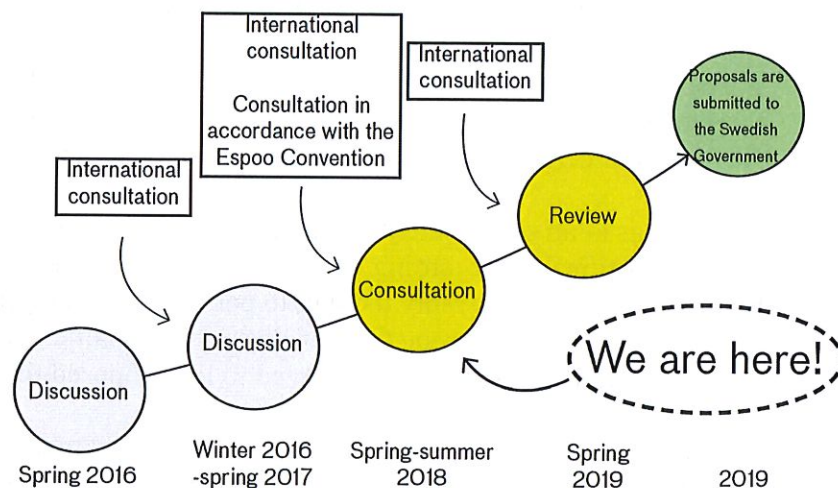 International
consultation
Consultation in
accordance with the
Espoo Convention
International
consultation
Proposals are
submitted to
the Swedish
Government
International
consultation
Review
Consultation
Discussion
Discussion
We are here!
Spring 2016
Winter 2016
-spring 2017
Spring-summer
2018
Spring
2019
2019